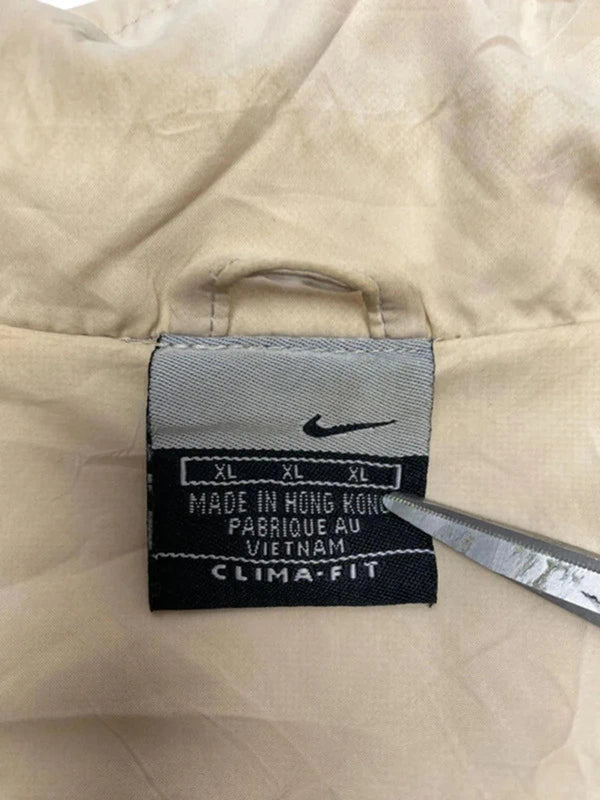 XL XL XL
MADE IN HONG KONG
PABRIQUE AU
VIETNAM
CLIMA-FIT